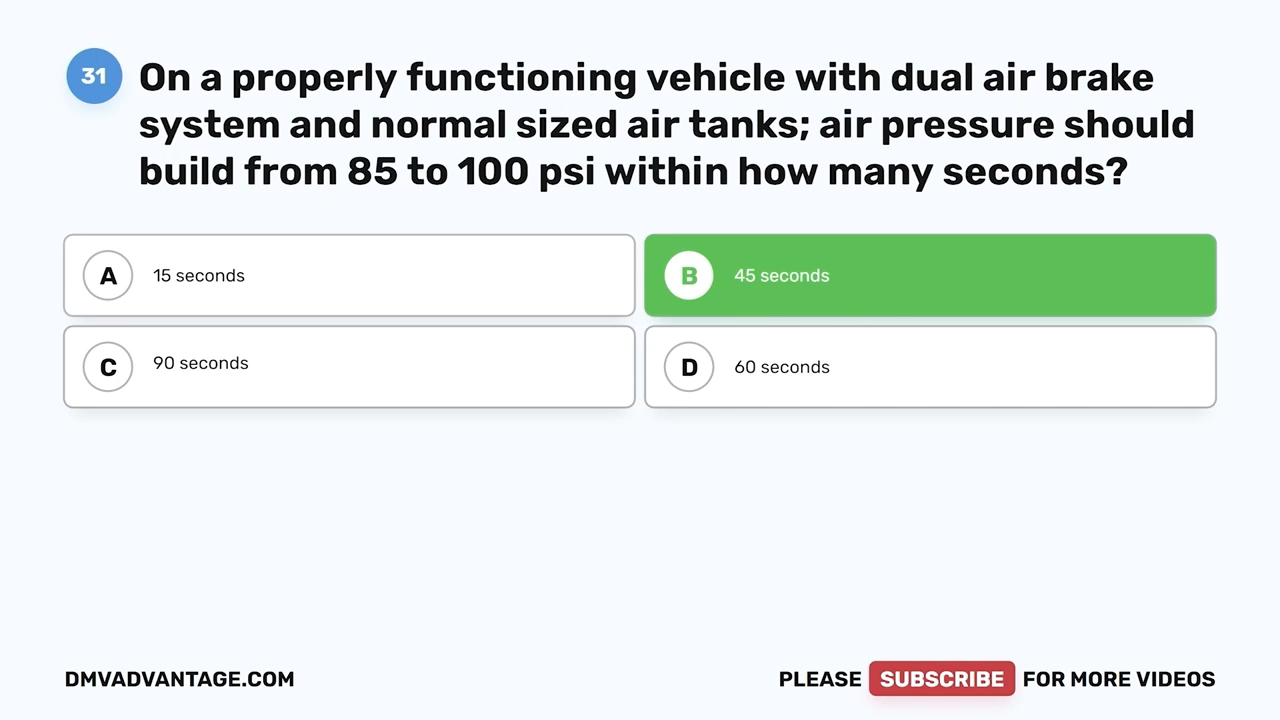 31
On a properly functioning vehicle with dual air brake
system and normal sized air tanks; air pressure should
build from 85 to 100 psi within how many seconds?
A 15 seconds
B 45 seconds
C 90 seconds
D 60 seconds
DMVADVANTAGE.COM
PLEASE SUBSCRIBE FOR MORE VIDEOS